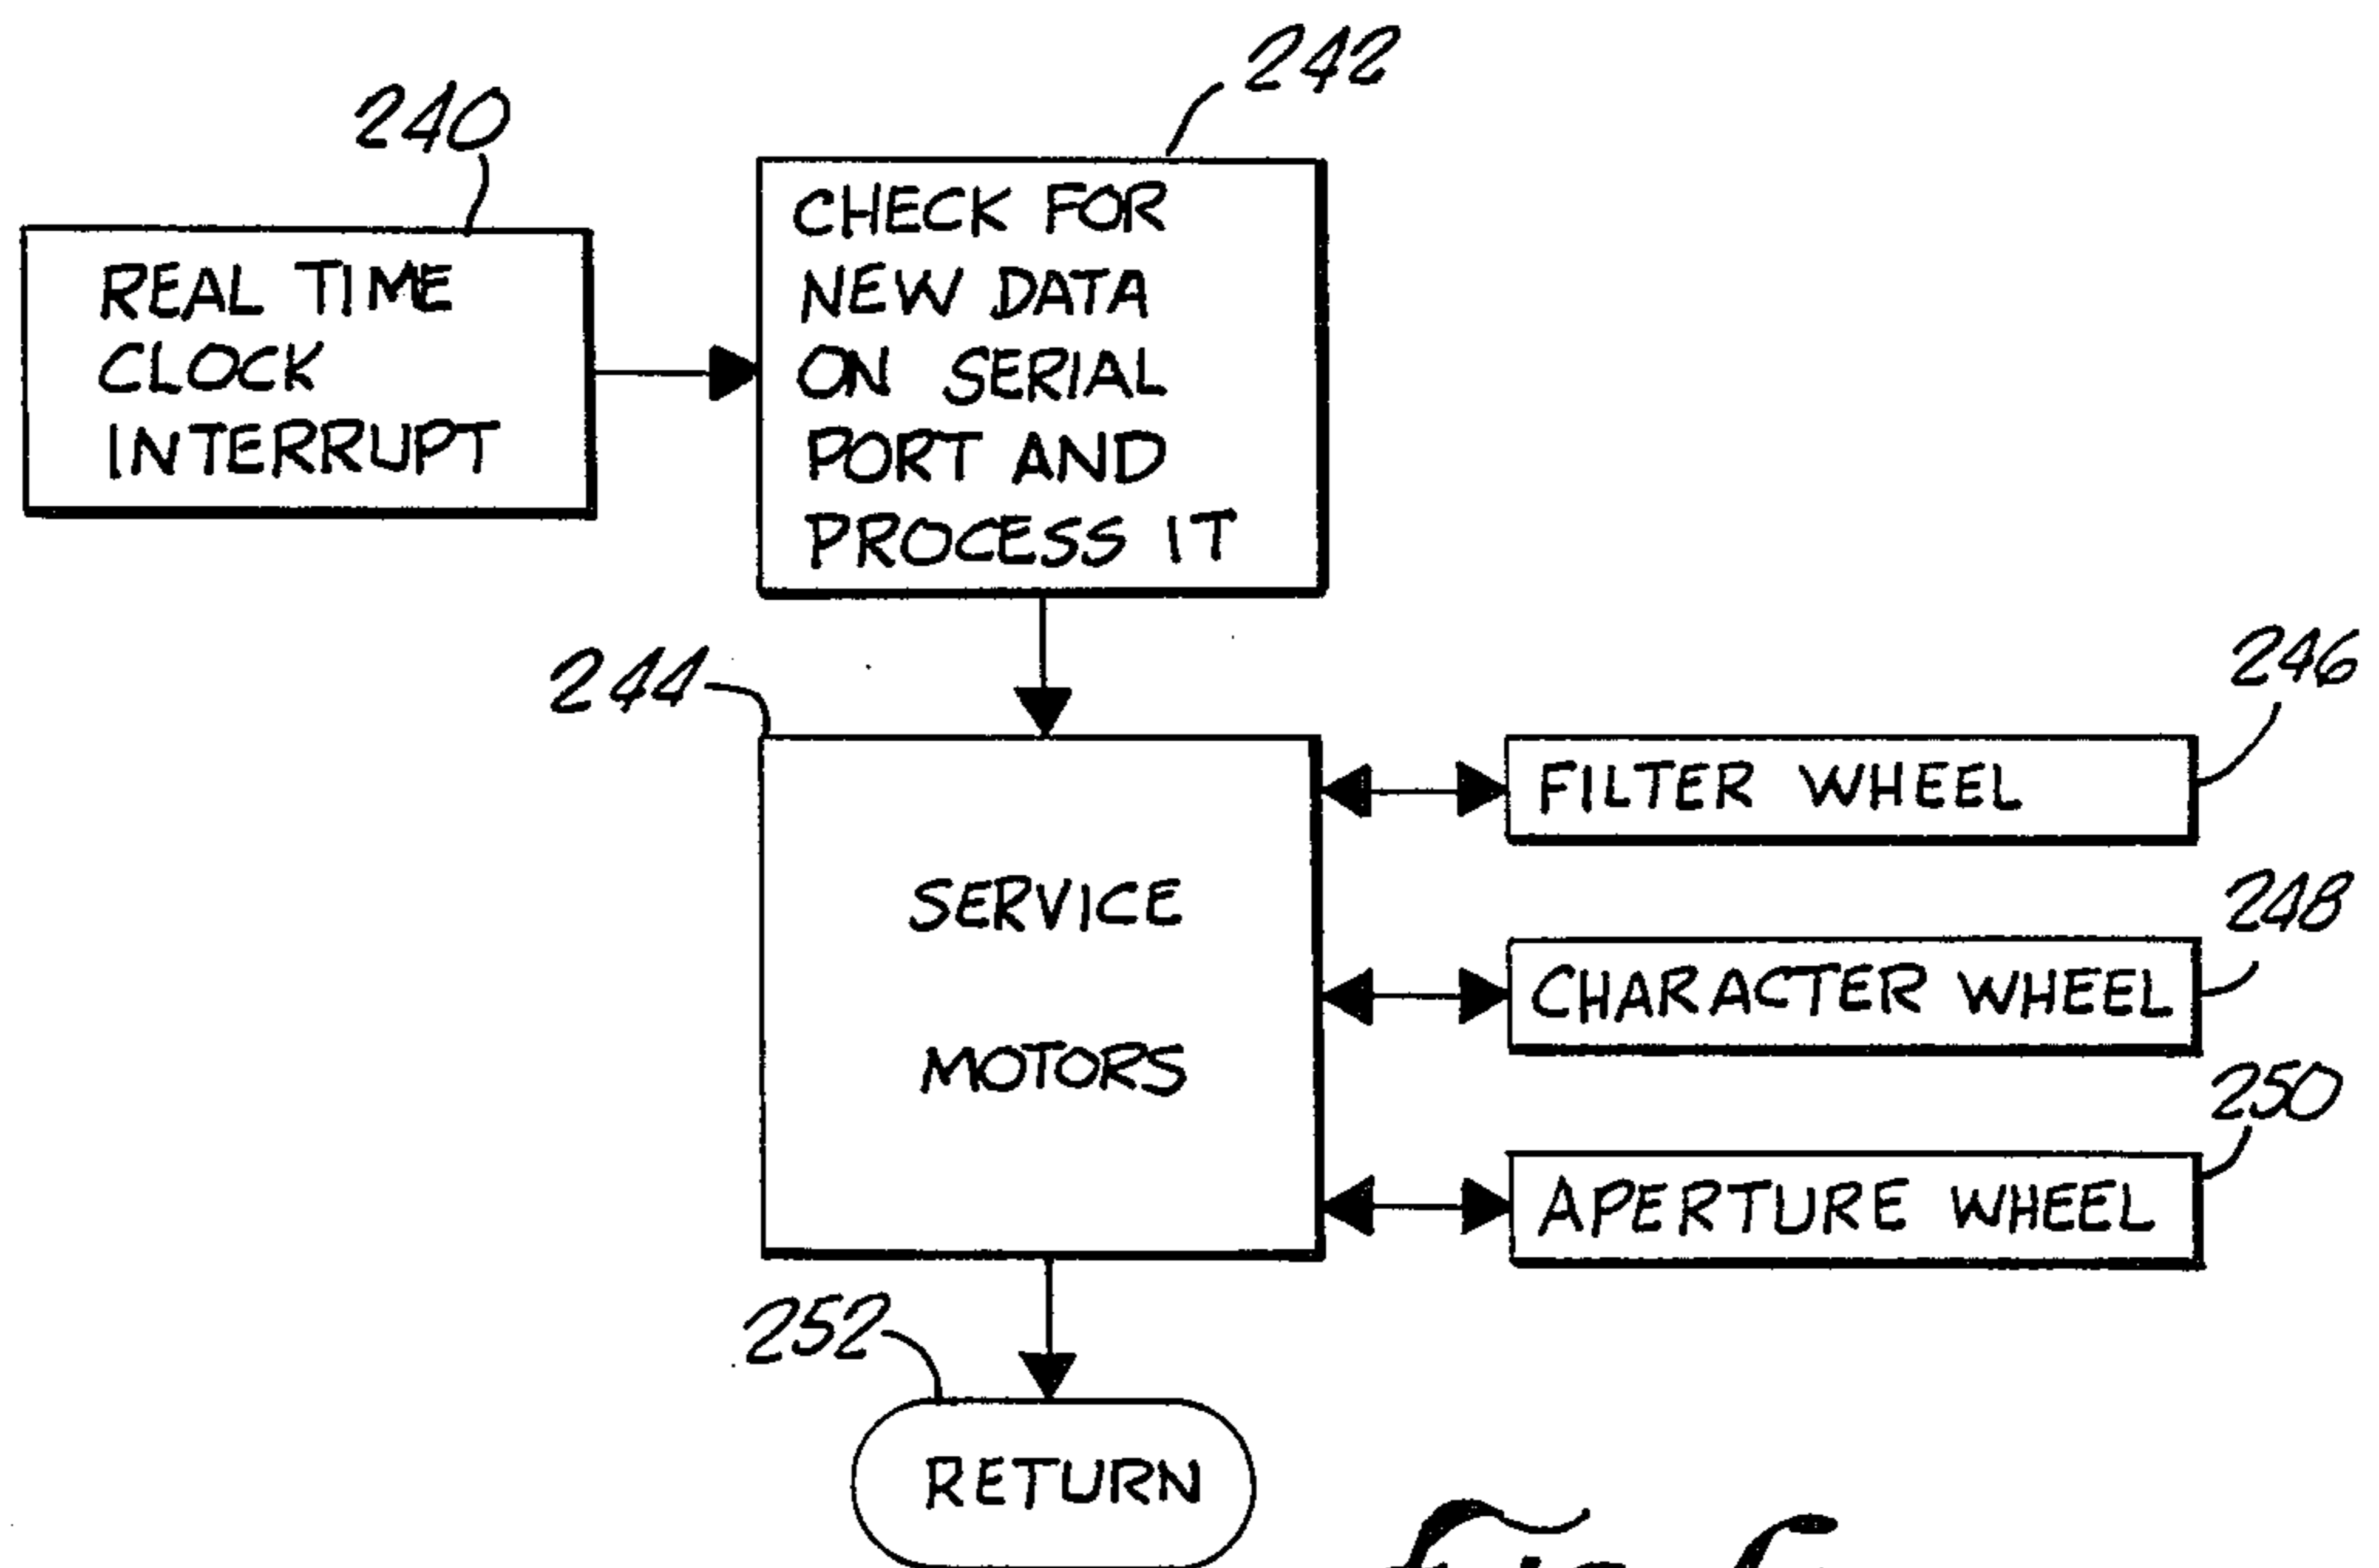 240
242
REAL TIME
CLOCK
INTERRUPT
CHECK FOR
NEW DATA
ON SERIAL
PORT AND
PROCESS IT
244
SERVICE
MOTORS
246
FILTER WHEEL
248
CHARACTER WHEEL
250
APERTURE WHEEL
252
RETURN